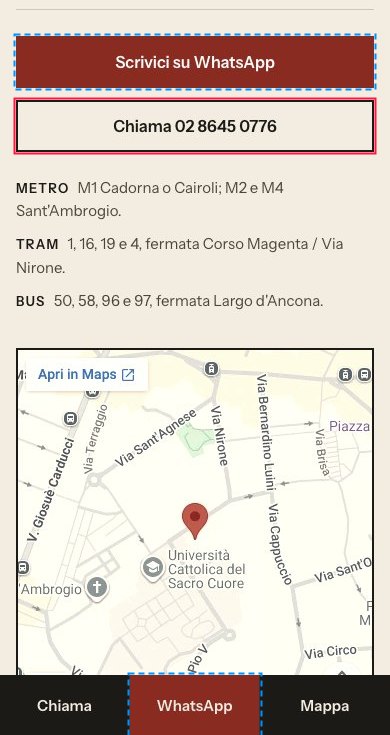 Scrivici su WhatsApp
Chiama 02 8645 0776
METRO M1 Cadorna o Cairoli; M2 e M4
Sant'Ambrogio.
TRAM 1, 16, 19 e 4, fermata Corso Magenta / Via
Nirone.
BUS 50, 58, 96 e 97, fermata Largo d'Ancona.
Apri in Maps
Via Terraggio
Via Sant'Agnese
Via Nirone
Via Bernardino Luini
Piazza
Via Brisa
V. Giosuè Carducci
Via Cappuccio
Università
Cattolica del
Sacro Cuore
'Ambrogio
Via Sant'O
Via Circo
Pio V
Chiama
WhatsApp
Mappa